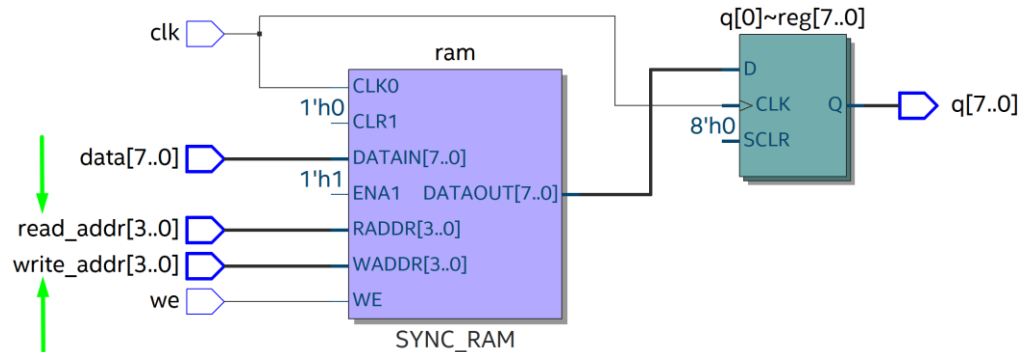 q[0]~reg[7..0]
clk
ram
D
CLK0
CLK
Q
q[7..0]
1'h0
CLR1
8'h0
SCLR
data[7..0]
DATAIN[7..0]
1'h1
ENA1
DATAOUT[7..0]
read_addr[3..0]
RADDR[3..0]
write_addr[3..0]
WADDR[3..0]
we
WE
SYNC_RAM